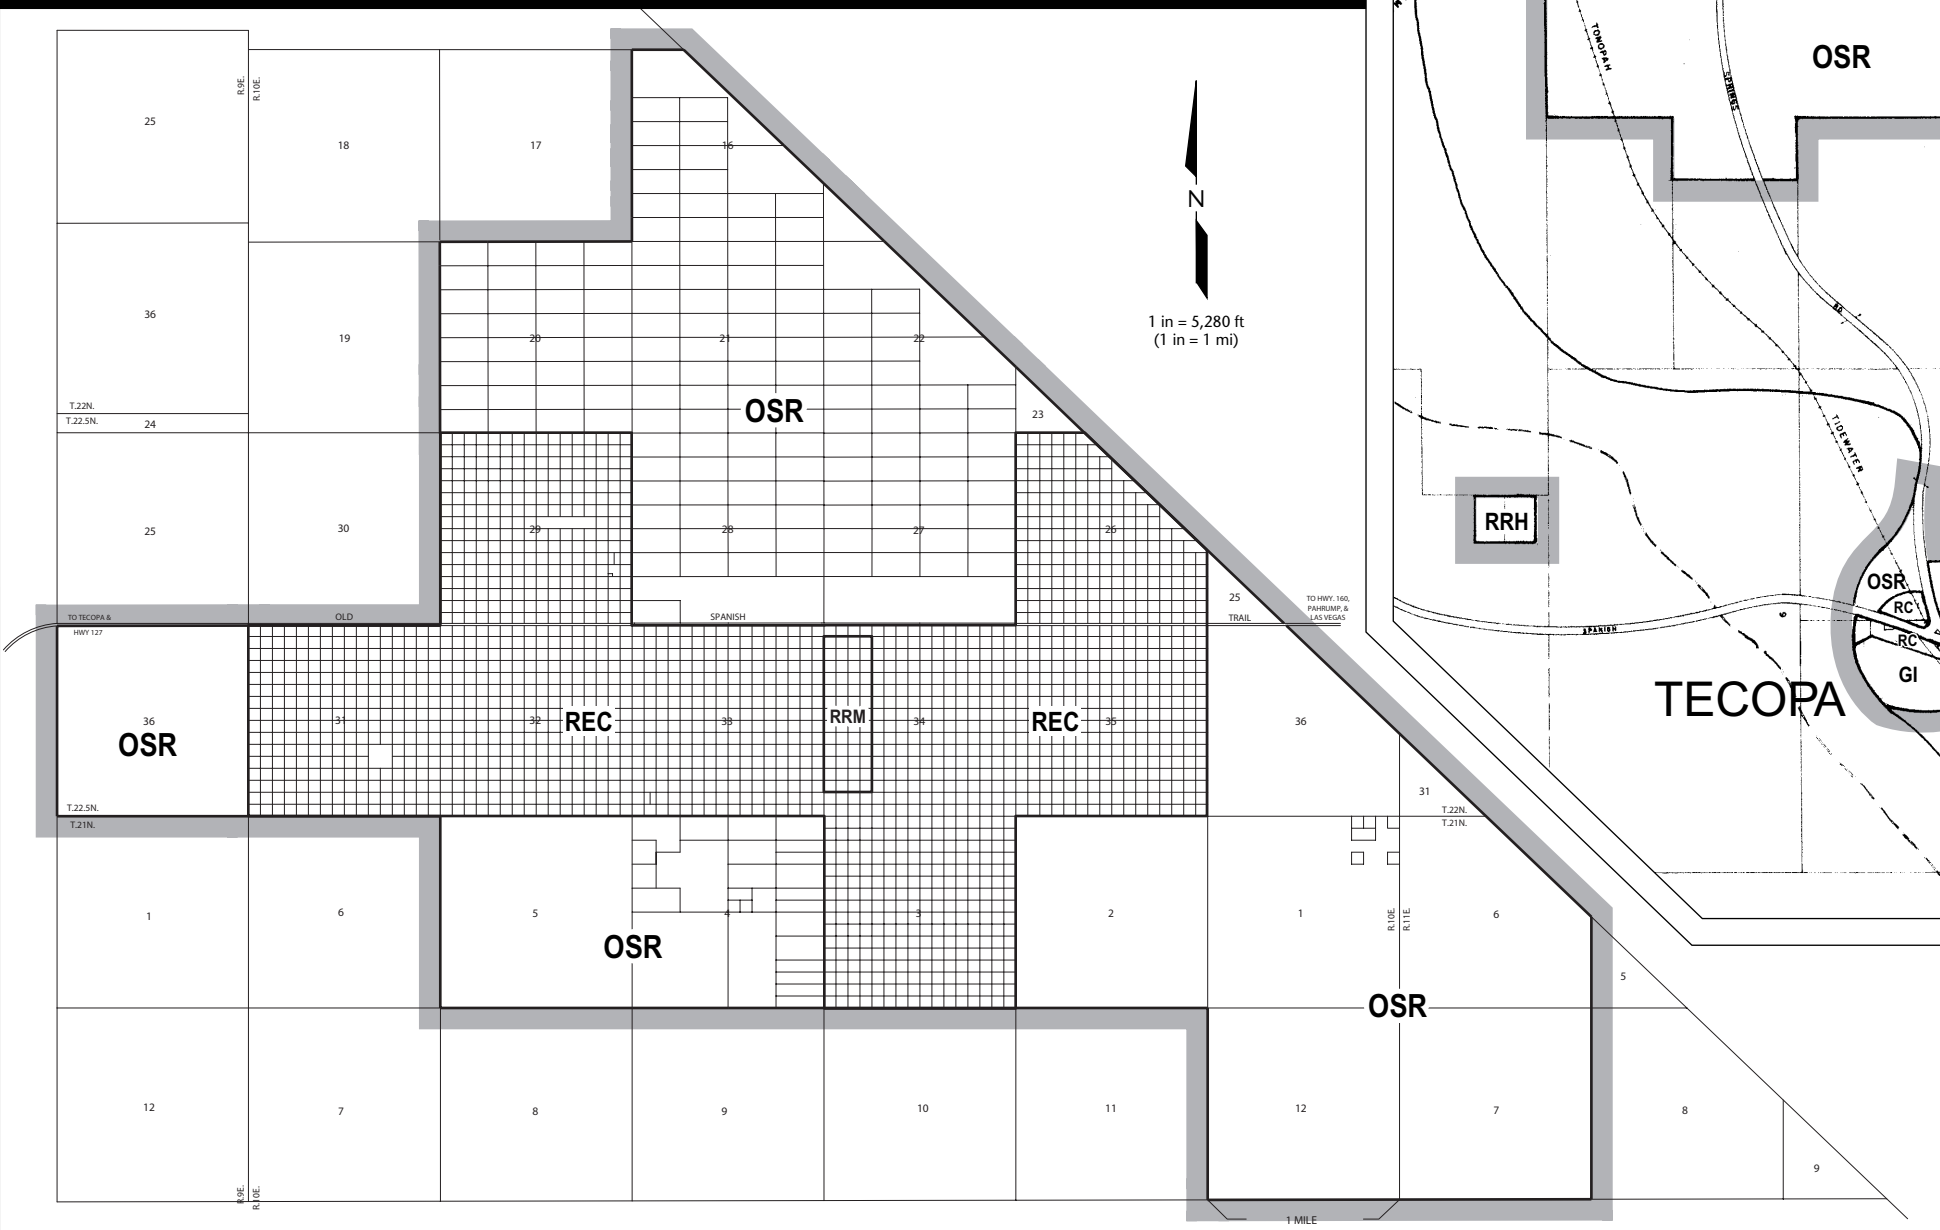 25
R.9E.
R.10E.
18
17
16
N
1 in = 5,280 ft
(1 in = 1 mi)
36
19
20
21
22
T.22N.
T.22.5N.
24
OSR
23
25
30
29
28
27
26
25
TO TECOPA &
HWY 127
OLD
SPANISH
TRAIL
TO HWY. 160,
PAHRUMP, &
LAS VEGAS
36
OSR
31
32
REC
33
RRM
34
REC
35
36
31
T.22.5N.
T.21N.
T.22N.
T.21N.
1
6
5
4
3
2
1
R.10E.
R.11E.
6
OSR
5
OSR
12
7
8
9
10
11
12
7
8
9
R.9E.
R.10E.
1 MILE
TONOPAH
SPRINGS
OSR
RD
TIDEWATER
RRH
OSR
RC
SPANISH
6
RC
GI
TECOPA